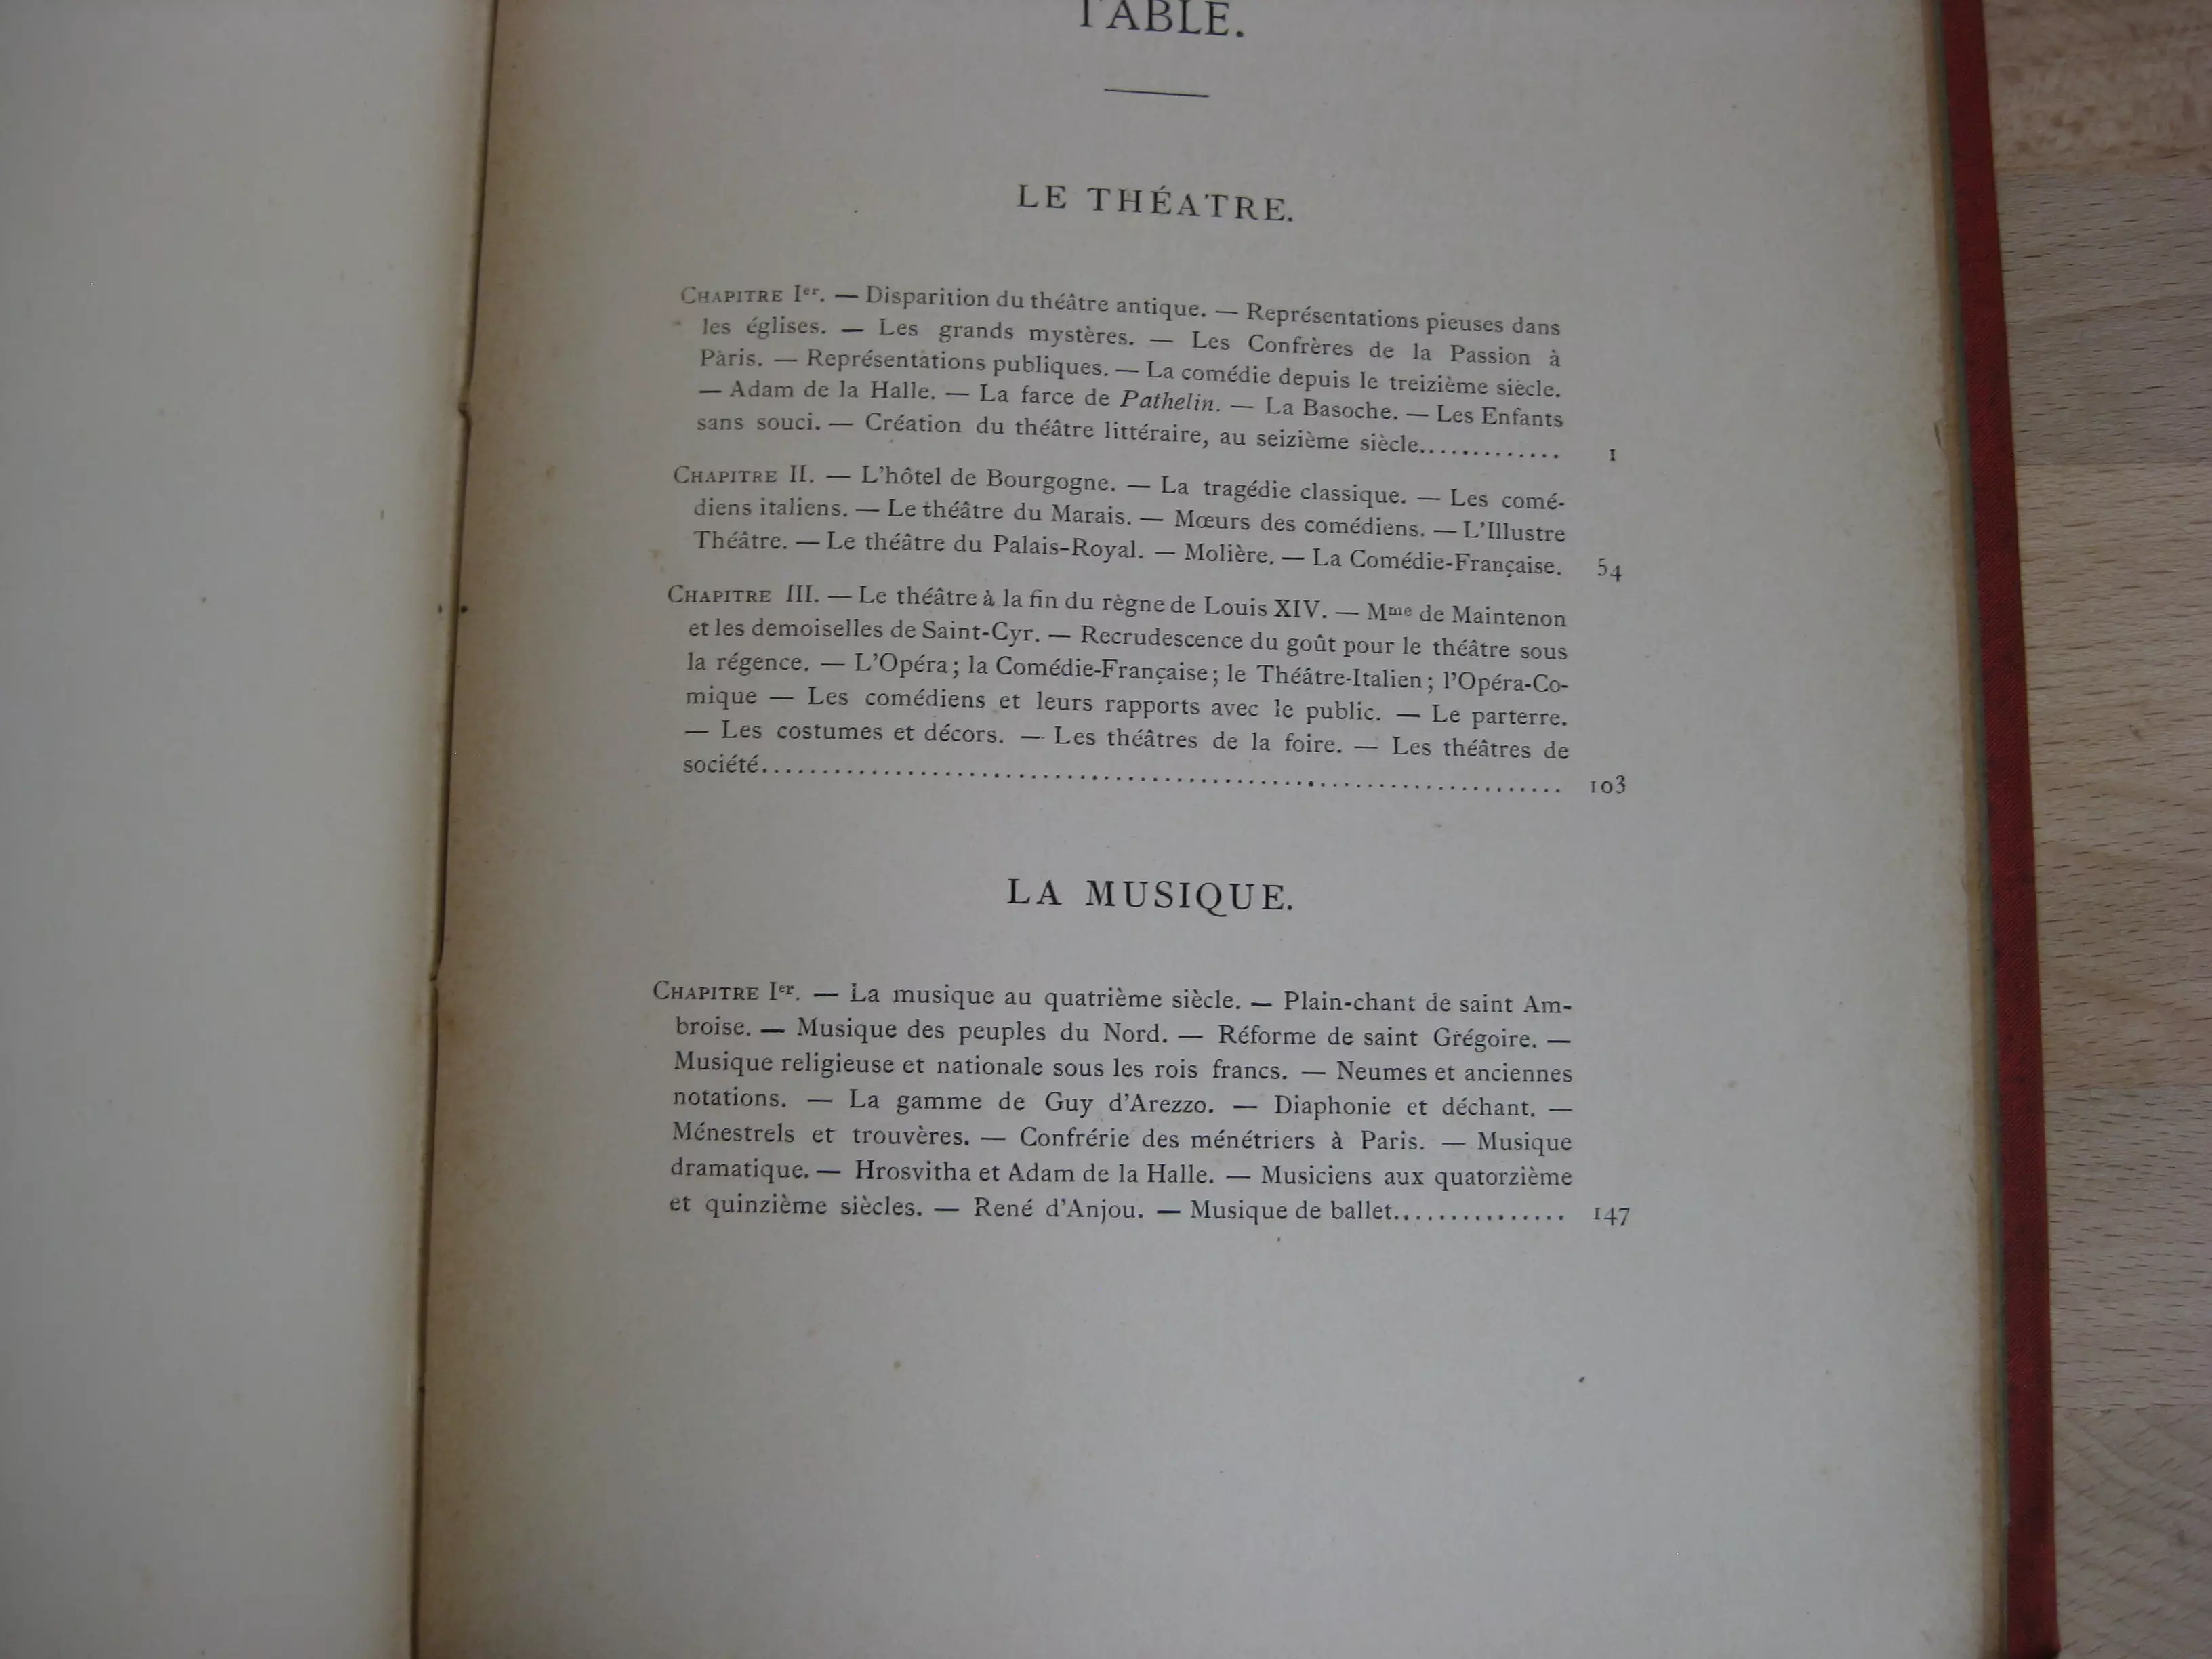 TABLE.
LE THÉATRE.
CHAPITRE Ier. — Disparition du théâtre antique. — Représentations pieuses dans
les églises. — Les grands mystères. — Les Confrères de la Passion à
Paris. — Représentations publiques. — La comédie depuis le treizième siècle.
— Adam de la Halle. — La farce de Pathelin. — La Basoche. — Les Enfants
sans souci. — Création du théâtre littéraire, au seizième siècle............. 1
CHAPITRE II. — L'hôtel de Bourgogne. — La tragédie classique. — Les comé-
diens italiens. — Le théâtre du Marais. — Mœurs des comédiens. — L'Illustre
Théâtre. — Le théâtre du Palais-Royal. — Molière. — La Comédie-Française. 54
CHAPITRE III. — Le théâtre à la fin du règne de Louis XIV. — Mme de Maintenon
et les demoiselles de Saint-Cyr. — Recrudescence du goût pour le théâtre sous
la régence. — L'Opéra; la Comédie-Française; le Théâtre-Italien; l'Opéra-Co-
mique — Les comédiens et leurs rapports avec le public. — Le parterre.
— Les costumes et décors. — Les théâtres de la foire. — Les théâtres de
société................................................................ 103
LA MUSIQUE.
CHAPITRE Ier. — La musique au quatrième siècle. — Plain-chant de saint Am-
broise. — Musique des peuples du Nord. — Réforme de saint Grégoire. —
Musique religieuse et nationale sous les rois francs. — Neumes et anciennes
notations. — La gamme de Guy d'Arezzo. — Diaphonie et déchant. —
Ménestrels et trouvères. — Confrérie des ménétriers à Paris. — Musique
dramatique. — Hrosvitha et Adam de la Halle. — Musiciens aux quatorzième
et quinzième siècles. — René d'Anjou. — Musique de ballet............... 147